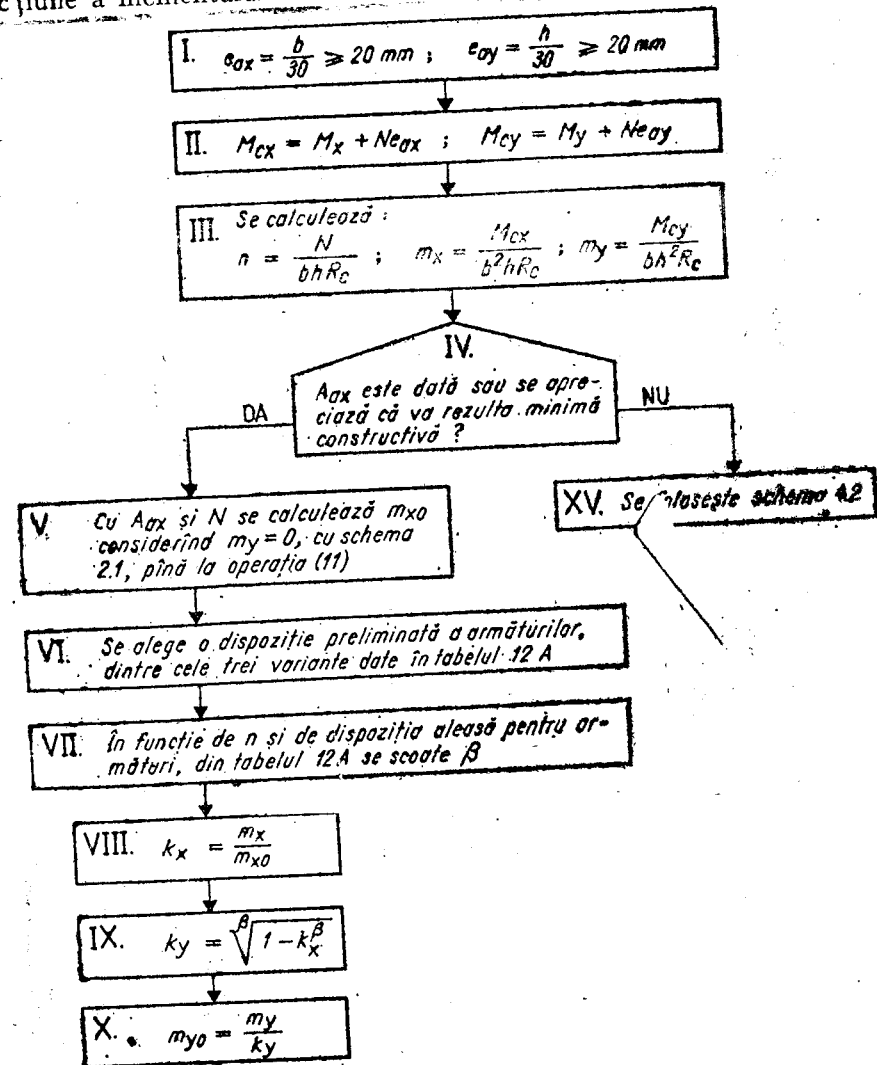 I. eₐₓ = b/30 ⩾ 20 mm ; eₐy = h/30 ⩾ 20 mm
II. Mcx = Mx + Neₐₓ ; Mcy = My + Neₐy
III. Se calculează :
n = N/bhRc ; mx = Mcx/b²hRc ; my = Mcy/bh²Rc
IV.
Aₐₓ este dată sau se apre-
ciază că va rezulta minimă
constructivă ?
DA
NU
V. Cu Aₐₓ și N se calculează mx0
considerînd my = 0, cu schema
2.1, pînă la operația (11)
XV. Se schema 4.2
VI. Se alege o dispoziție preliminată a armăturilor,
dintre cele trei variante date în tabelul 12 A
VII. În funcție de n și de dispoziția aleasă pentru ar-
mături, din tabelul 12 A se scoate β
VIII. kx = mx/mx0
IX. ky = ᵝ√(1 − kxᵝ)
X. my0 = my/ky